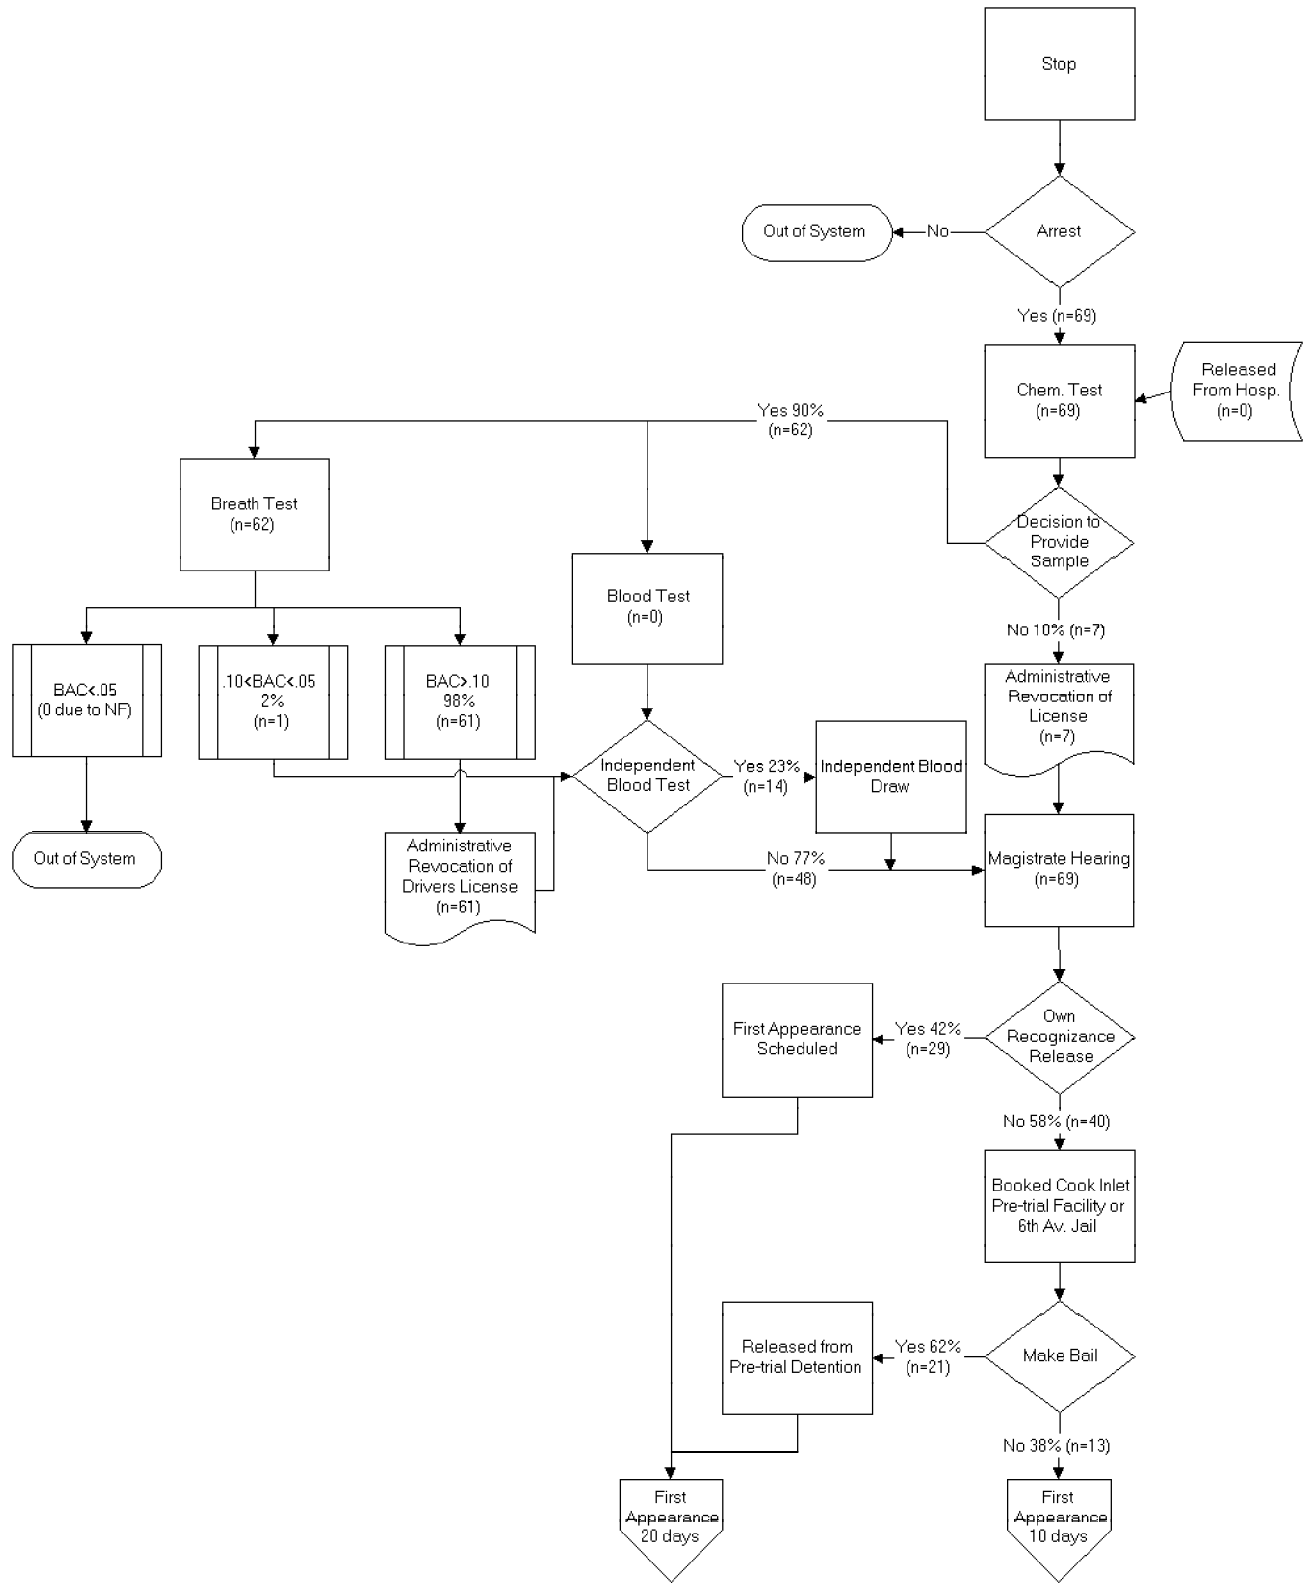 Stop
Arrest
No
Out of System
Yes (n=69)
Chem. Test
(n=69)
Released
From Hosp.
(n=0)
Yes 90%
(n=62)
Decision to
Provide
Sample
Breath Test
(n=62)
Blood Test
(n=0)
No 10% (n=7)
BAC<.05
(0 due to NF)
.10<BAC<.05
2%
(n=1)
BAC>.10
98%
(n=61)
Administrative
Revocation of
License
(n=7)
Independent
Blood Test
Yes 23%
(n=14)
Independent Blood
Draw
Out of System
Administrative
Revocation of
Drivers License
(n=61)
No 77%
(n=48)
Magistrate Hearing
(n=69)
Own
Recognizance
Release
Yes 42%
(n=29)
First Appearance
Scheduled
No 58% (n=40)
Booked Cook Inlet
Pre-trial Facility or
6th Av. Jail
Make Bail
Yes 62%
(n=21)
Released from
Pre-trial Detention
No 38% (n=13)
First
Appearance
20 days
First
Appearance
10 days